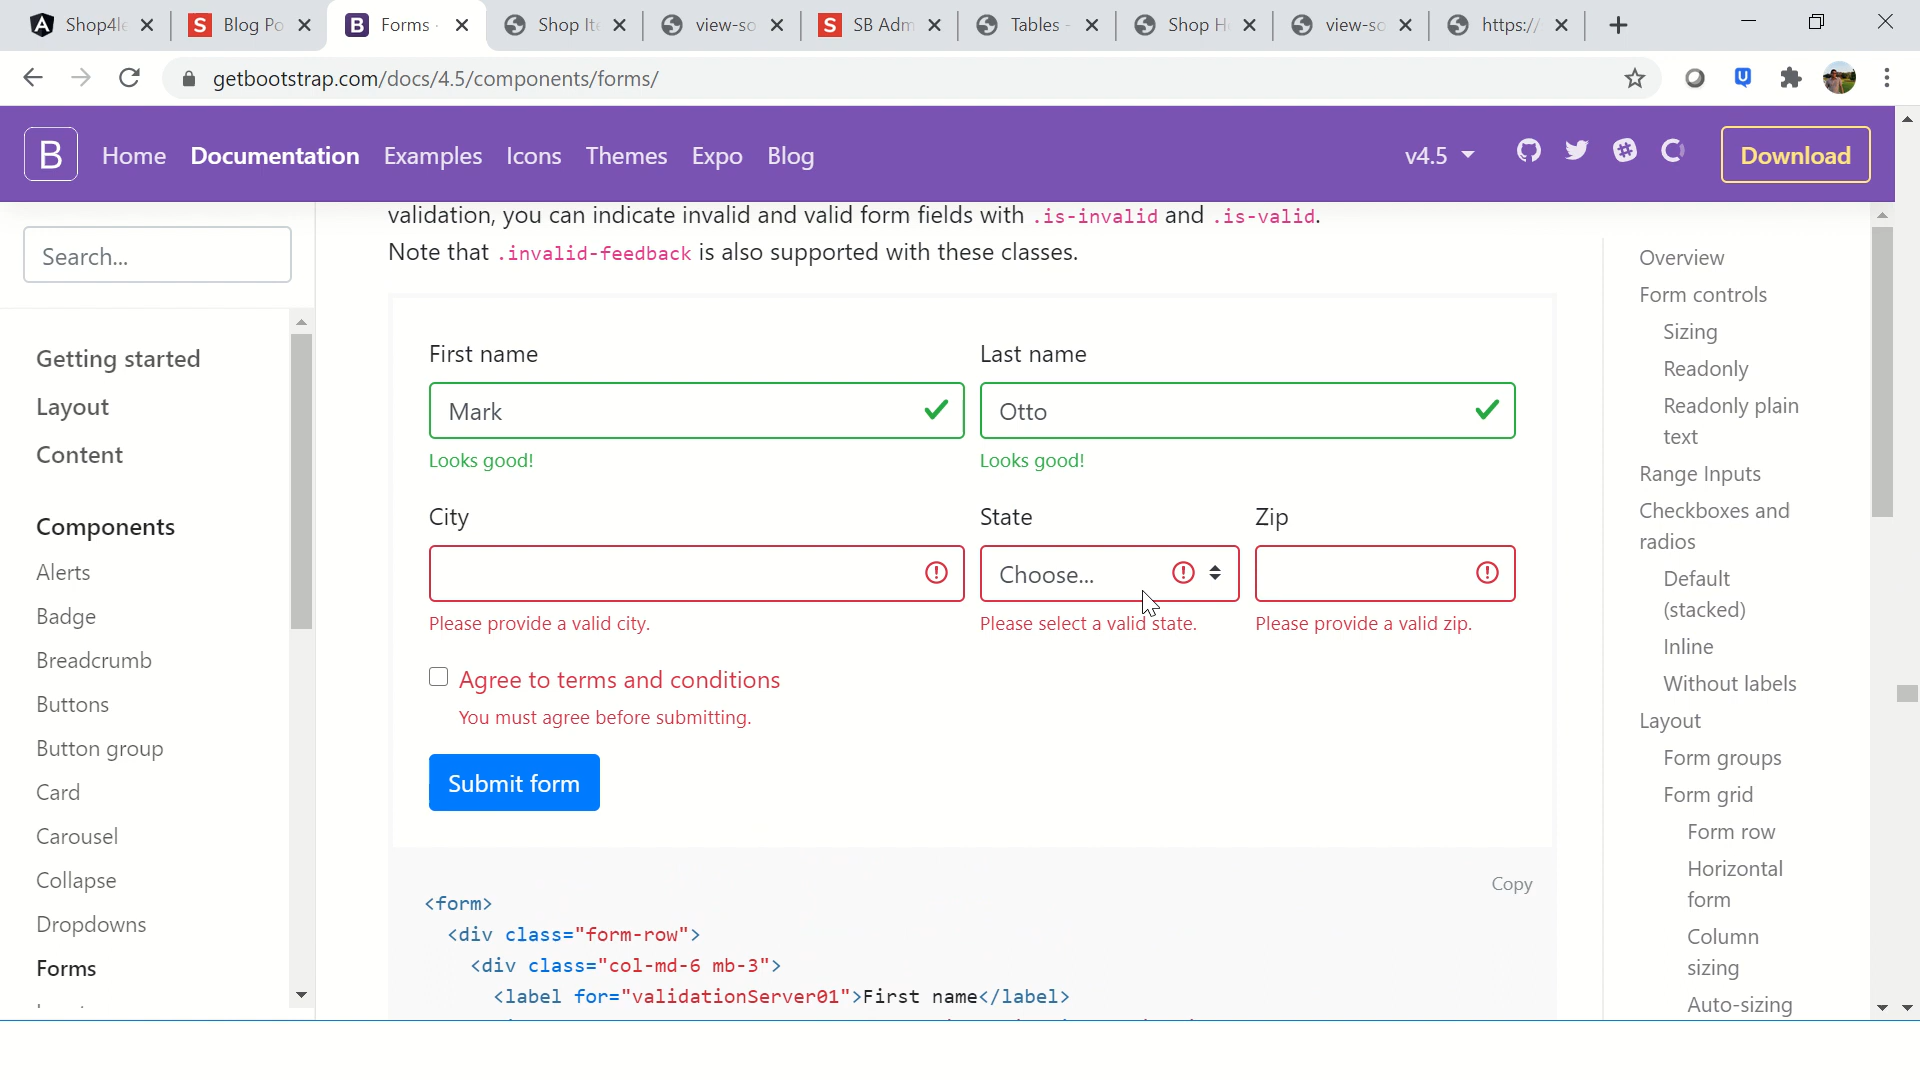 Shop4le
Blog Po
Forms ·
Shop It
view-so
SB Adm
Tables -
Shop H
view-so
https://
getbootstrap.com/docs/4.5/components/forms/
B Home Documentation Examples Icons Themes Expo Blog v4.5 Download
Search...
Getting started
Layout
Content
Components
Alerts
Badge
Breadcrumb
Buttons
Button group
Card
Carousel
Collapse
Dropdowns
Forms
validation, you can indicate invalid and valid form fields with .is-invalid and .is-valid.
Note that .invalid-feedback is also supported with these classes.
First name Last name
Mark Otto
Looks good! Looks good!
City State Zip
Choose...
Please provide a valid city. Please select a valid state. Please provide a valid zip.
Agree to terms and conditions
You must agree before submitting.
Submit form
Copy
<form>
<div class="form-row">
<div class="col-md-6 mb-3">
<label for="validationServer01">First name</label>
Overview
Form controls
Sizing
Readonly
Readonly plain
text
Range Inputs
Checkboxes and
radios
Default
(stacked)
Inline
Without labels
Layout
Form groups
Form grid
Form row
Horizontal
form
Column
sizing
Auto-sizing